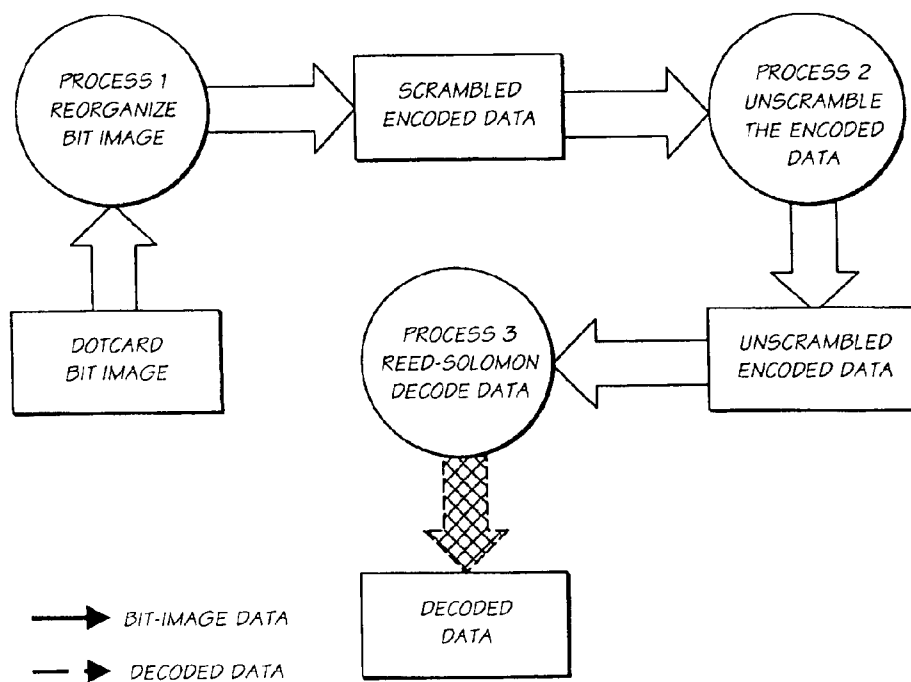 PROCESS 1
REORGANIZE
BIT IMAGE
SCRAMBLED
ENCODED DATA
PROCESS 2
UNSCRAMBLE
THE ENCODED
DATA
DOTCARD
BIT IMAGE
PROCESS 3
REED-SOLOMON
DECODE DATA
UNSCRAMBLED
ENCODED DATA
DECODED
DATA
BIT-IMAGE DATA
DECODED DATA